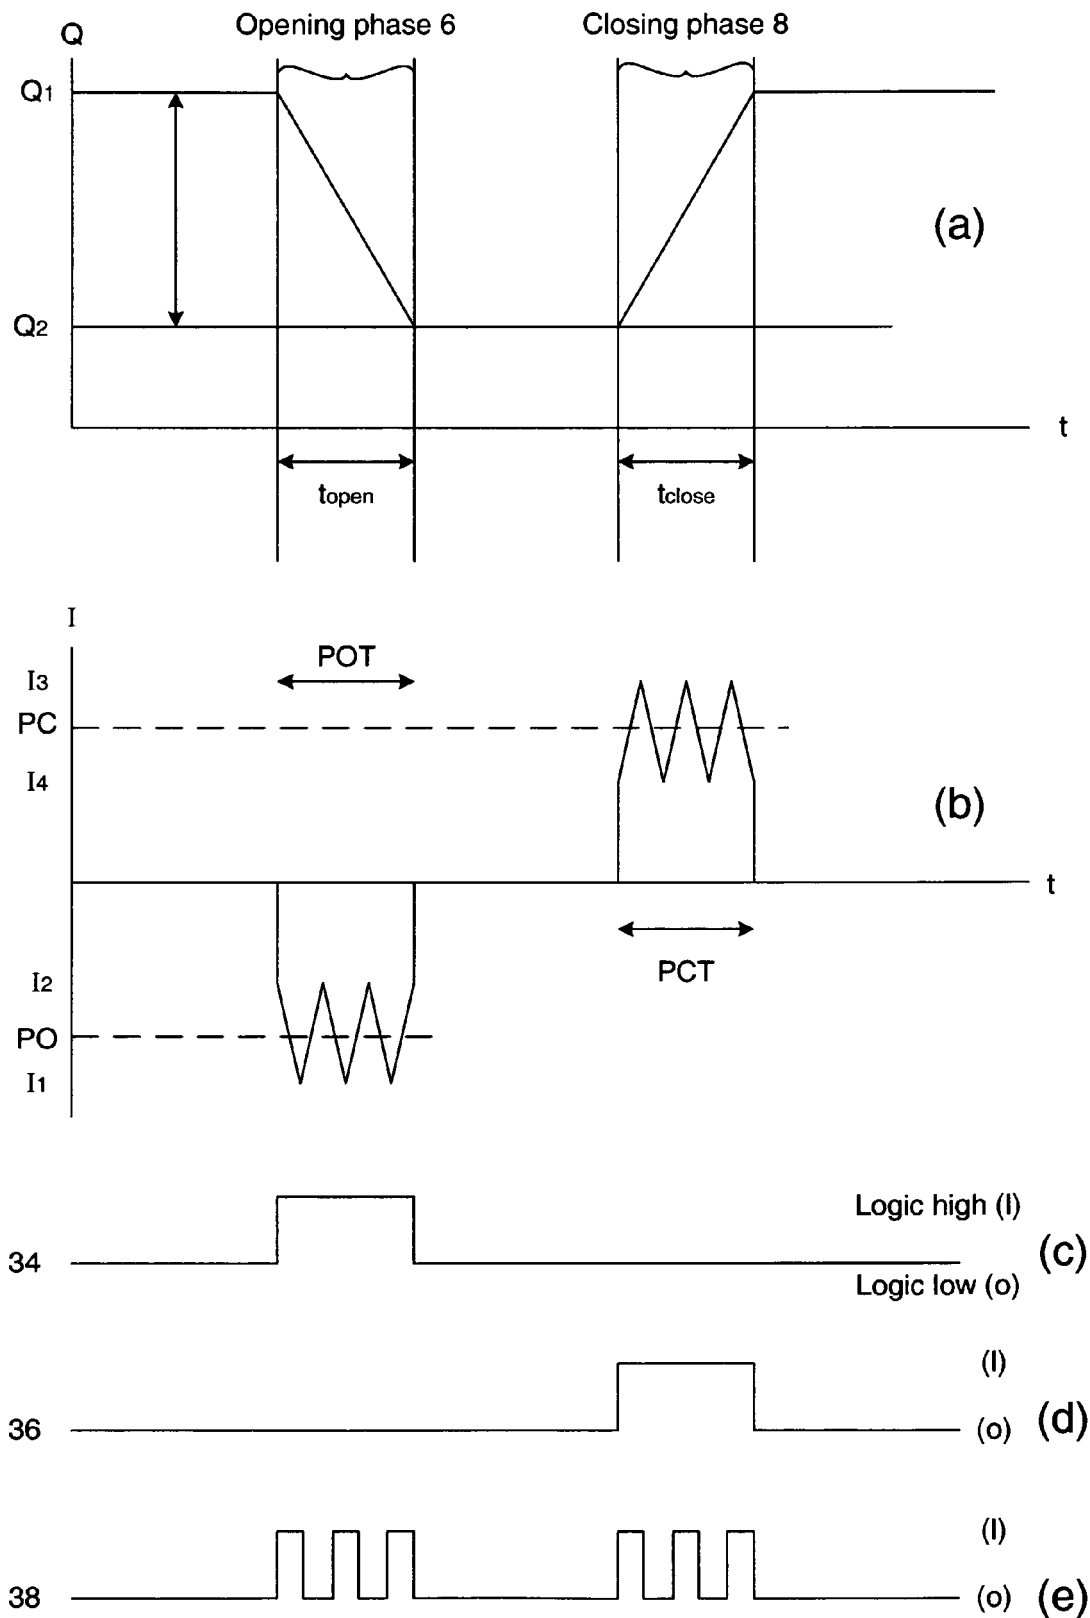 Opening phase 6
Closing phase 8
Q
Q1
(a)
Q2
t
topen
tclose
I
POT
I3
PC
I4
(b)
t
PCT
I2
PO
I1
Logic high (I)
34
(c)
Logic low (o)
(I)
36
(o)
(d)
(I)
38
(o)
(e)